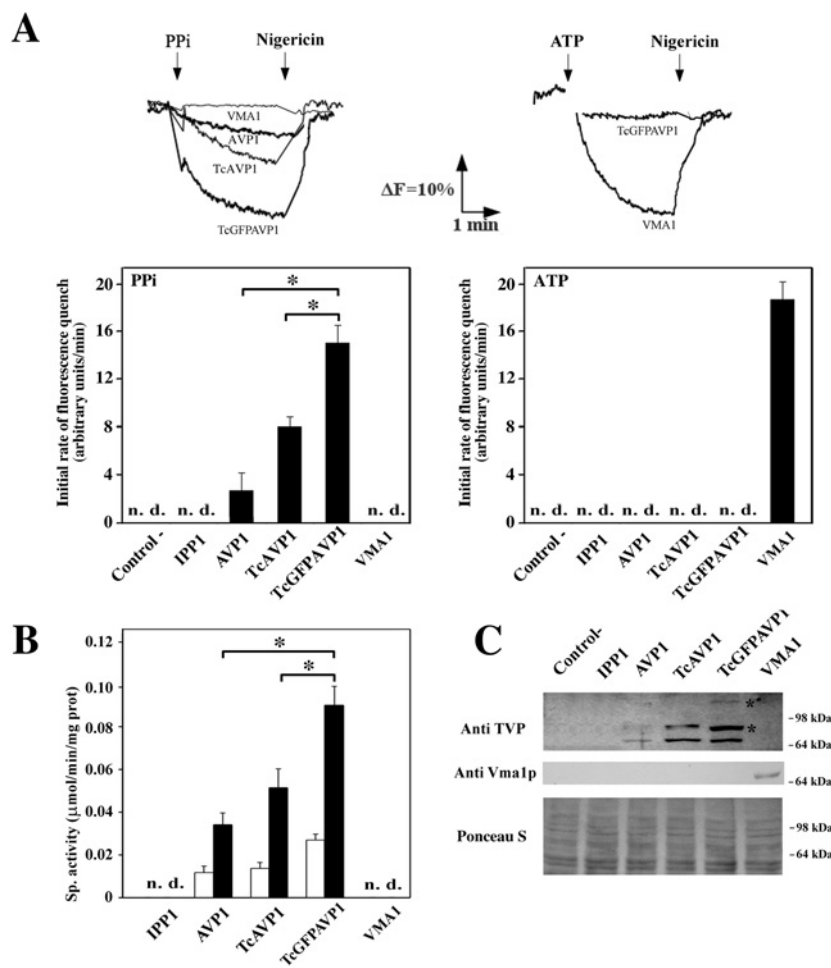 A
PPi
Nigericin
VMA1
AVP1
TcAVP1
TcGFPAVP1
ATP
Nigericin
TcGFPAVP1
VMA1
ΔF=10%
1 min
PPi
Initial rate of fluorescence quench
(arbitrary units/min)
20
16
12
8
4
0
*
*
n. d.
n. d.
n. d.
Control -
IPP1
AVP1
TcAVP1
TcGFPAVP1
VMA1
ATP
Initial rate of fluorescence quench
(arbitrary units/min)
20
16
12
8
4
0
n. d.
n. d.
n. d.
n. d.
n. d.
Control -
IPP1
AVP1
TcAVP1
TcGFPAVP1
VMA1
B
Sp. activity (μmol/min/mg prot)
0.12
0.10
0.08
0.06
0.04
0.02
0
*
*
n. d.
n. d.
IPP1
AVP1
TcAVP1
TcGFPAVP1
VMA1
C
Control-
IPP1
AVP1
TcAVP1
TcGFPAVP1
VMA1
Anti TVP
*
*
-98 kDa
-64 kDa
Anti Vma1p
-64 kDa
Ponceau S
-98 kDa
-64 kDa